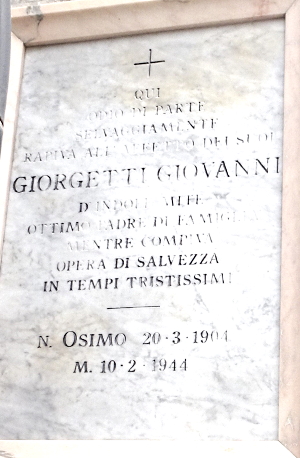 QUI
ODIO DI PARTE
SELVAGGIAMENTE
RAPIVA ALL'AFFETTO DEI SUOI
GIORGETTI GIOVANNI
D'INDOLE MITE
OTTIMO PADRE DI FAMIGLIA
MENTRE COMPIVA
OPERA DI SALVEZZA
IN TEMPI TRISTISSIMI
N. OSIMO 20·3·1904
M. 10·2·1944